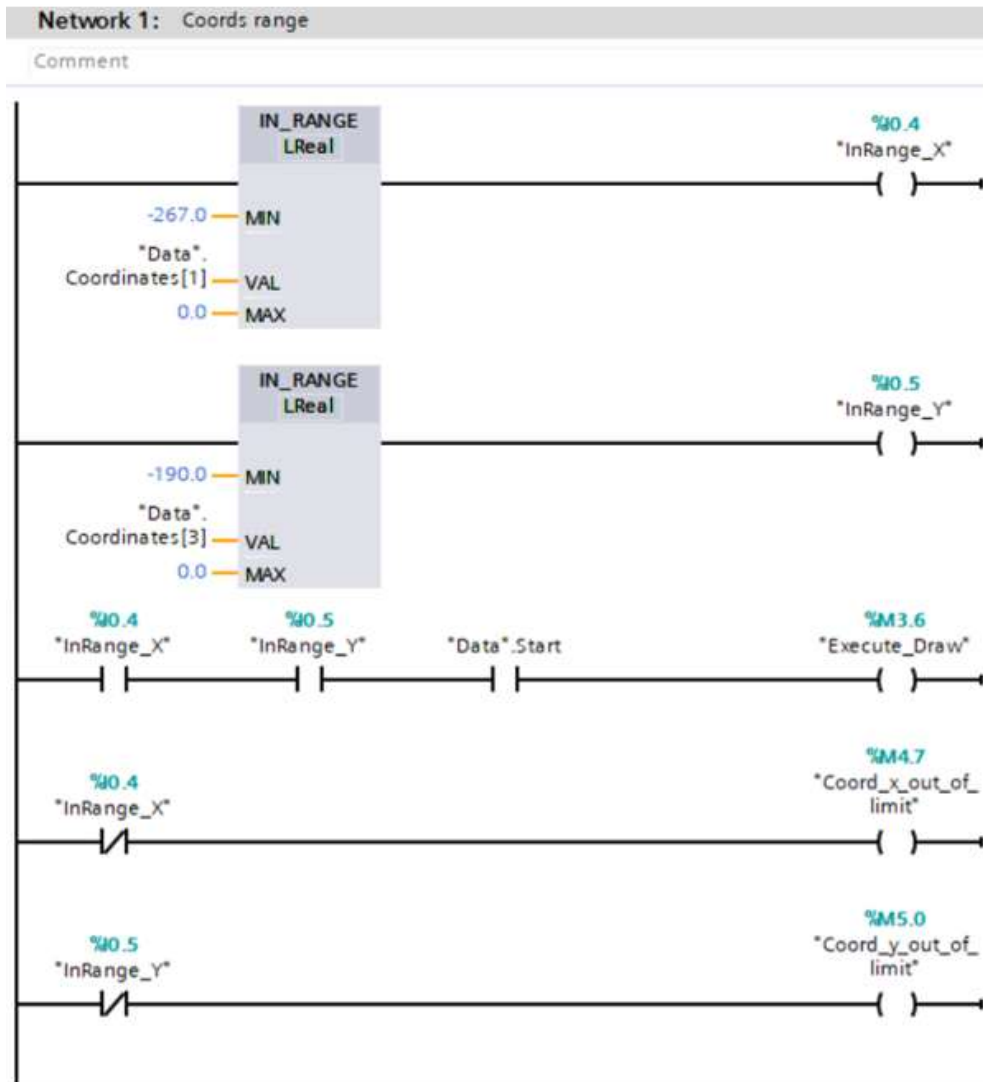 Network 1: Coords range
Comment
IN_RANGE
LReal
%I0.4
"InRange_X"
-267.0 MIN
"Data".
Coordinates[1] VAL
0.0 MAX
IN_RANGE
LReal
%I0.5
"InRange_Y"
-190.0 MIN
"Data".
Coordinates[3] VAL
0.0 MAX
%I0.4 %I0.5 %M3.6
"InRange_X" "InRange_Y" "Data".Start "Execute_Draw"
%M4.7
%I0.4 "Coord_x_out_of_
"InRange_X" limit"
%M5.0
%I0.5 "Coord_y_out_of_
"InRange_Y" limit"